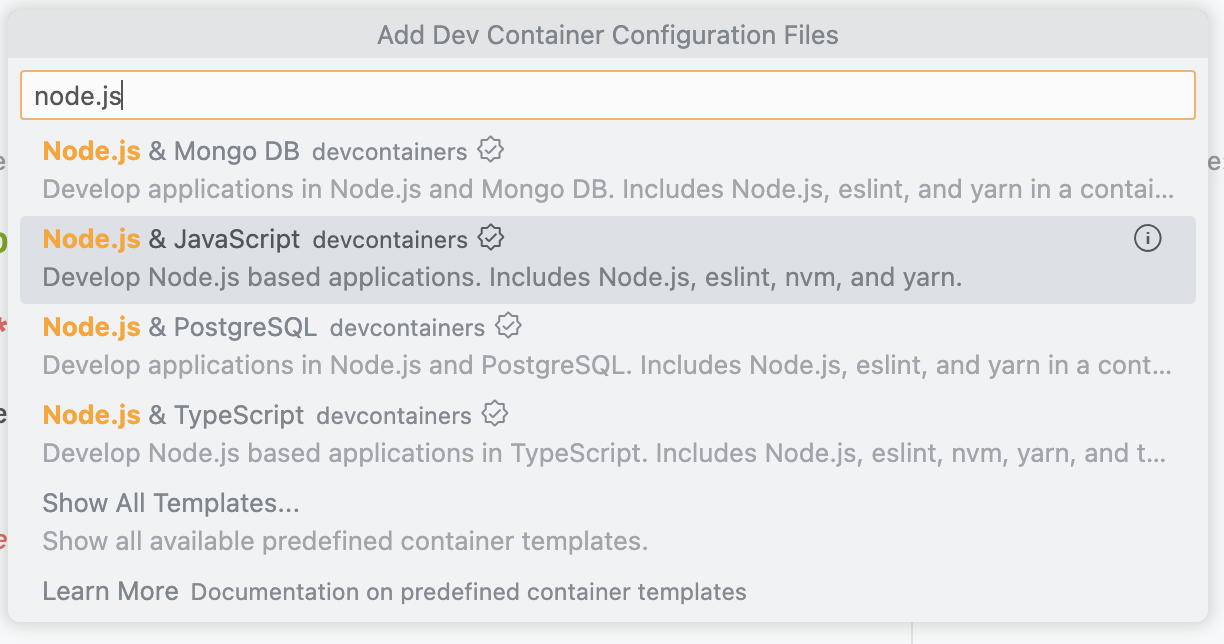 Add Dev Container Configuration Files
node.js
Node.js & Mongo DB devcontainers
Develop applications in Node.js and Mongo DB. Includes Node.js, eslint, and yarn in a contai...
Node.js & JavaScript devcontainers
Develop Node.js based applications. Includes Node.js, eslint, nvm, and yarn.
Node.js & PostgreSQL devcontainers
Develop applications in Node.js and PostgreSQL. Includes Node.js, eslint, and yarn in a cont...
Node.js & TypeScript devcontainers
Develop Node.js based applications in TypeScript. Includes Node.js, eslint, nvm, yarn, and t...
Show All Templates...
Show all available predefined container templates.
Learn More Documentation on predefined container templates